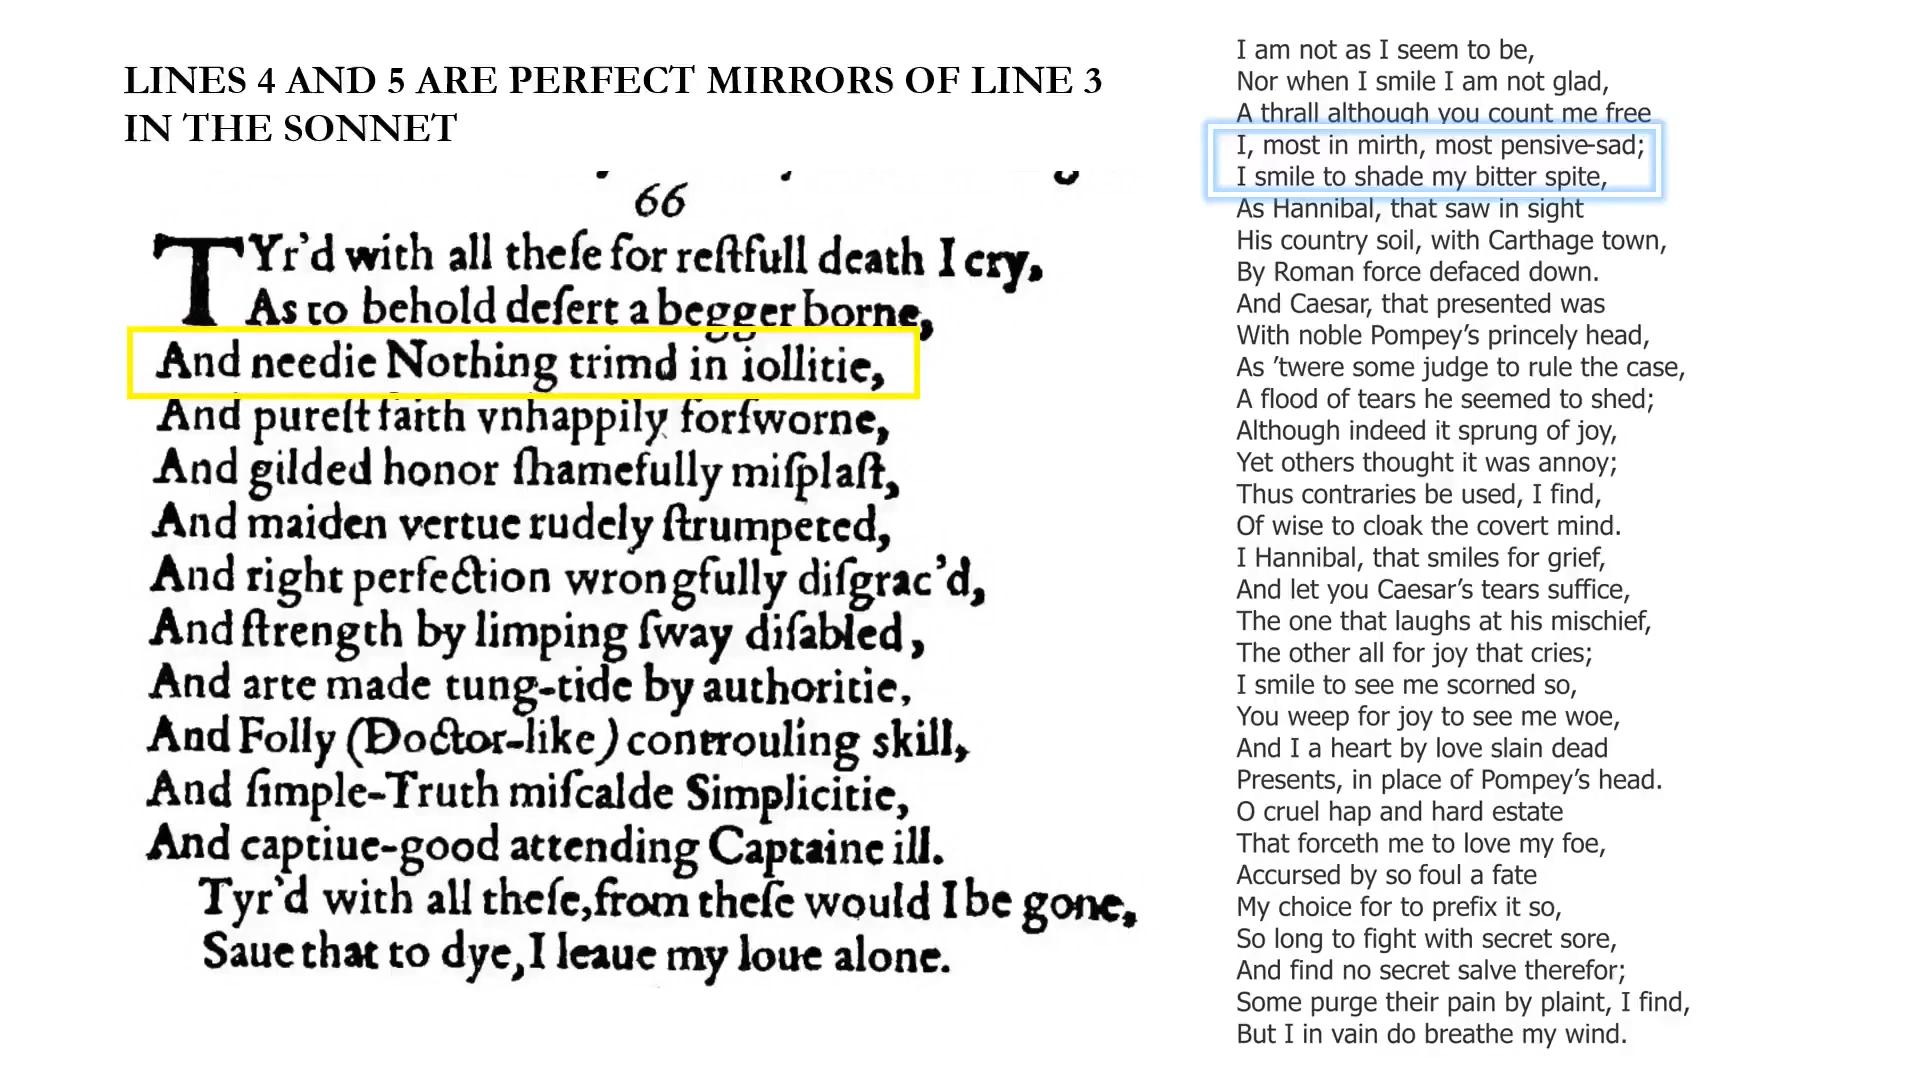 LINES 4 AND 5 ARE PERFECT MIRRORS OF LINE 3
IN THE SONNET
66
TYr'd with all theſe for reſtfull death I cry,
As to behold deſert a begger borne,
And needie Nothing trimd in iollitie,
And pureſt faith vnhappily forſworne,
And gilded honor ſhamefully miſplaſt,
And maiden vertue rudely ſtrumpeted,
And right perfection wrongfully diſgrac'd,
And ſtrength by limping ſway diſabled,
And arte made tung-tide by authoritie,
And Folly (Doctor-like) controuling skill,
And ſimple-Truth miſcalde Simplicitie,
And captiue-good attending Captaine ill.
Tyr'd with all theſe, from theſe would I be gone,
Saue that to dye, I leaue my loue alone.
I am not as I seem to be,
Nor when I smile I am not glad,
A thrall although you count me free
I, most in mirth, most pensive-sad;
I smile to shade my bitter spite,
As Hannibal, that saw in sight
His country soil, with Carthage town,
By Roman force defaced down.
And Caesar, that presented was
With noble Pompey's princely head,
As 'twere some judge to rule the case,
A flood of tears he seemed to shed;
Although indeed it sprung of joy,
Yet others thought it was annoy;
Thus contraries be used, I find,
Of wise to cloak the covert mind.
I Hannibal, that smiles for grief,
And let you Caesar's tears suffice,
The one that laughs at his mischief,
The other all for joy that cries;
I smile to see me scorned so,
You weep for joy to see me woe,
And I a heart by love slain dead
Presents, in place of Pompey's head.
O cruel hap and hard estate
That forceth me to love my foe,
Accursed by so foul a fate
My choice for to prefix it so,
So long to fight with secret sore,
And find no secret salve therefor;
Some purge their pain by plaint, I find,
But I in vain do breathe my wind.